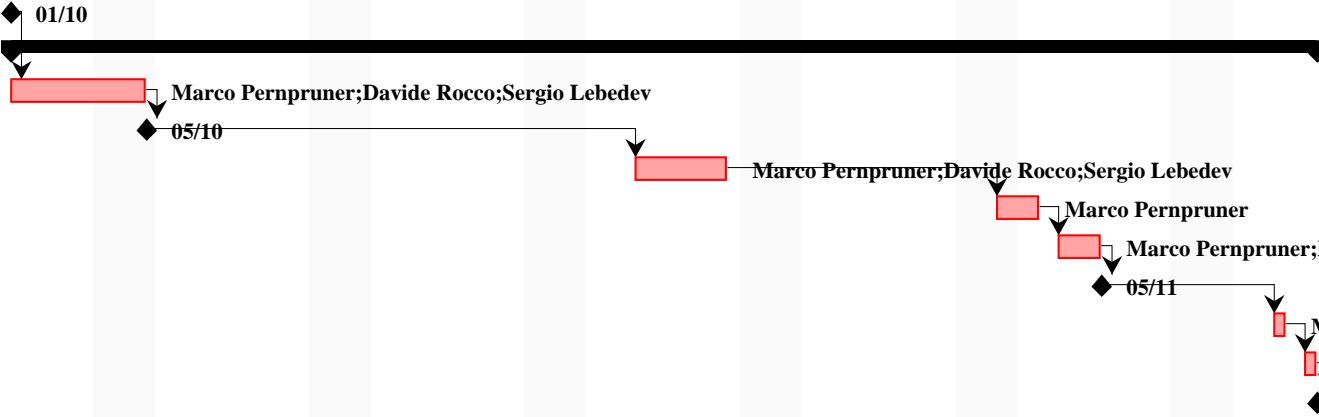 01/10
Marco Pernpruner;Davide Rocco;Sergio Lebedev
05/10
Marco Pernpruner;Davide Rocco;Sergio Lebedev
Marco Pernpruner
Marco Pernpruner;
05/11